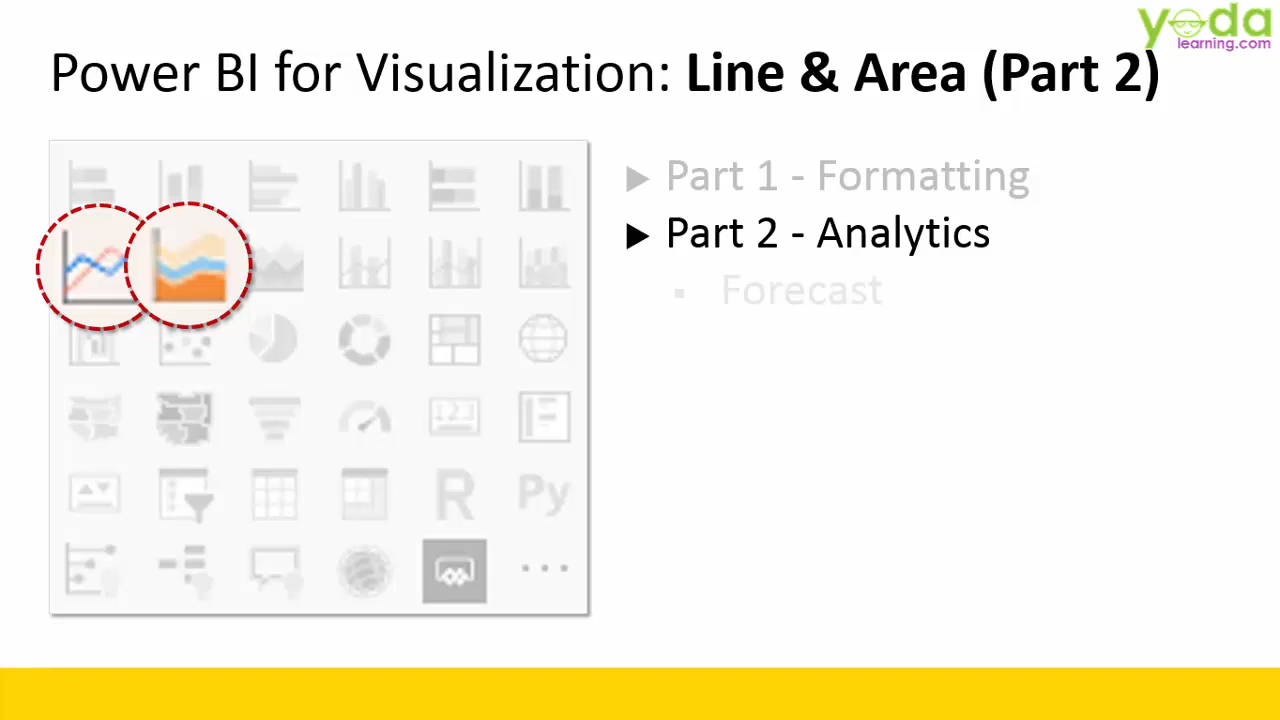 yoda
learning.com
Power BI for Visualization: Line & Area (Part 2)
Part 1 - Formatting
Part 2 - Analytics
Forecast
123
R
Py